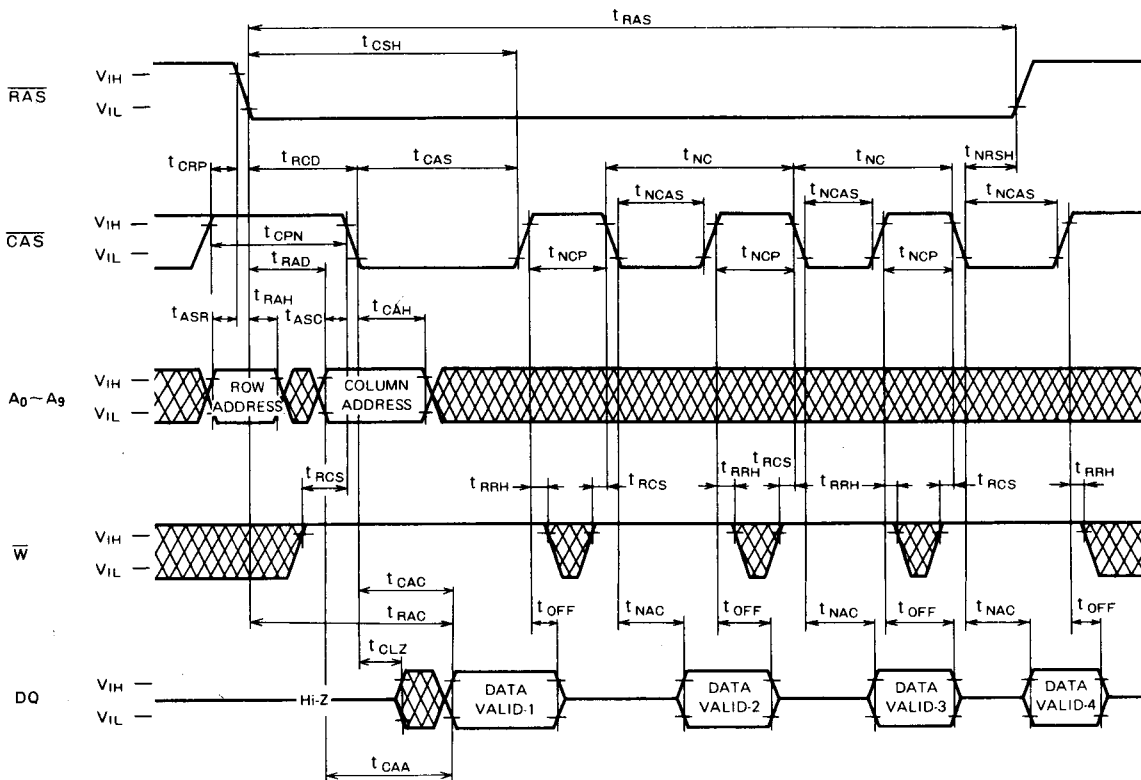 tRAS
tCSH
RAS
VIH
VIL
tCRP
tRCD
tCAS
tNC
tNC
tNRSH
tNCAS
tNCAS
tNCAS
CAS
VIH
VIL
tCPN
tNCP
tNCP
tNCP
tRAD
tRAH
tASR
tASC
tCAH
A0~A9
VIH
VIL
ROW
ADDRESS
COLUMN
ADDRESS
tRCS
tRRH
tRCS
tRRH
tRCS
tRRH
tRCS
tRRH
W
VIH
VIL
tCAC
tRAC
tOFF
tNAC
tOFF
tNAC
tOFF
tNAC
tOFF
tCLZ
DQ
VIH
VIL
Hi-Z
DATA
VALID-1
DATA
VALID-2
DATA
VALID-3
DATA
VALID-4
tCAA